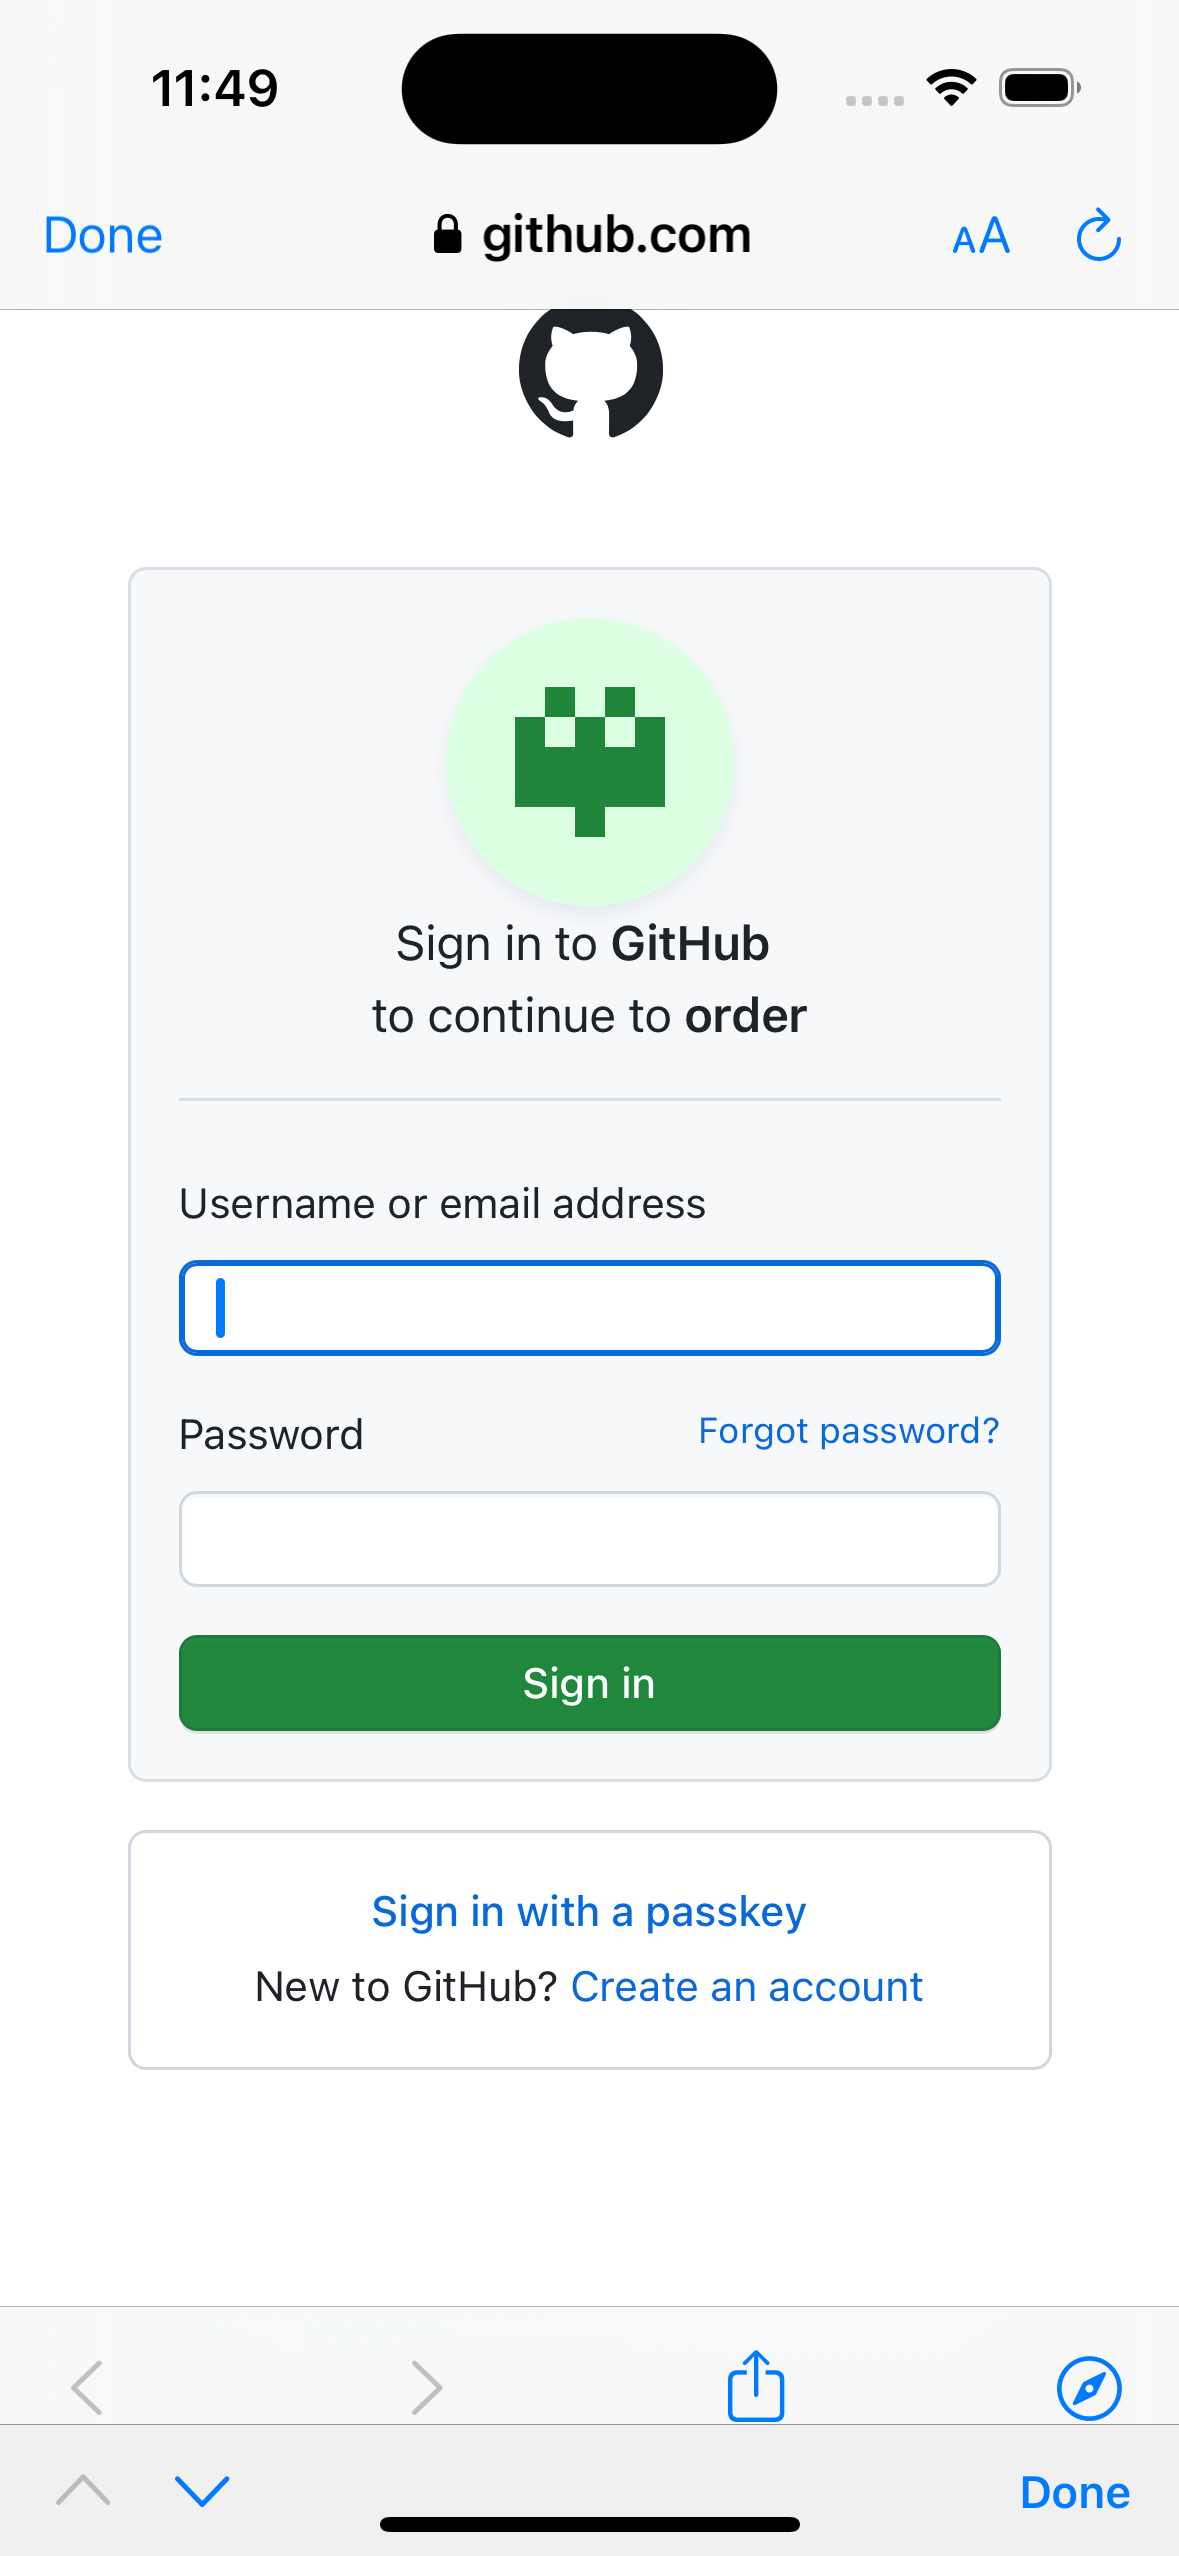 11:49
Done
github.com
AA
Sign in to GitHub
to continue to order
Username or email address
Password
Forgot password?
Sign in
Sign in with a passkey
New to GitHub? Create an account
Done